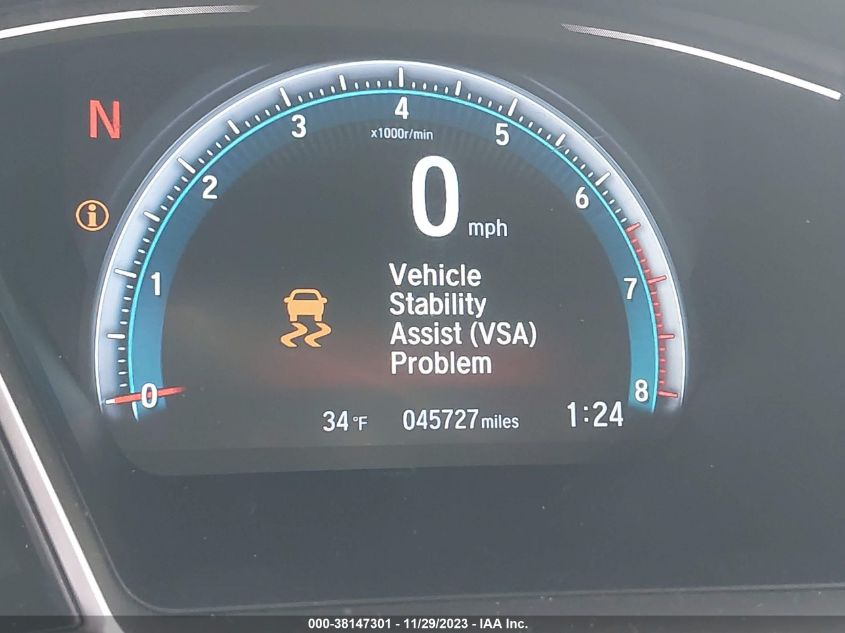 N
4
x1000r/min
3
5
2
6
0
mph
i
1
7
Vehicle
Stability
Assist (VSA)
Problem
0
8
34°F
045727 miles
1:24
000-38147301 - 11/29/2023 - IAA Inc.